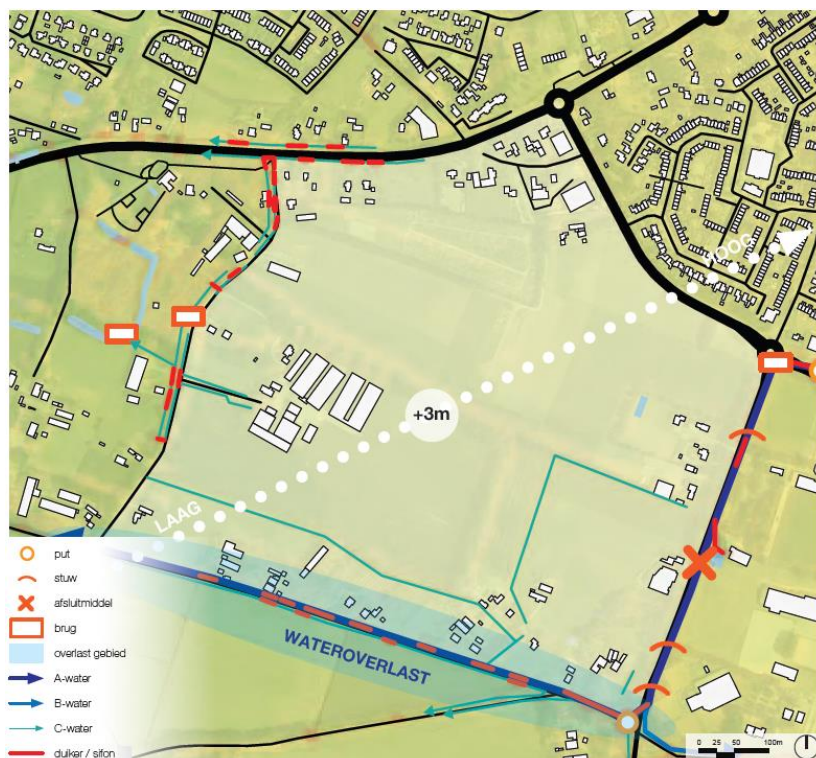 HOOG
+3m
LAAG
WATEROVERLAST
put
stuw
afsluitmiddel
brug
overlast gebied
A-water
B-water
C-water
duiker / sifon
0 25 50 100m